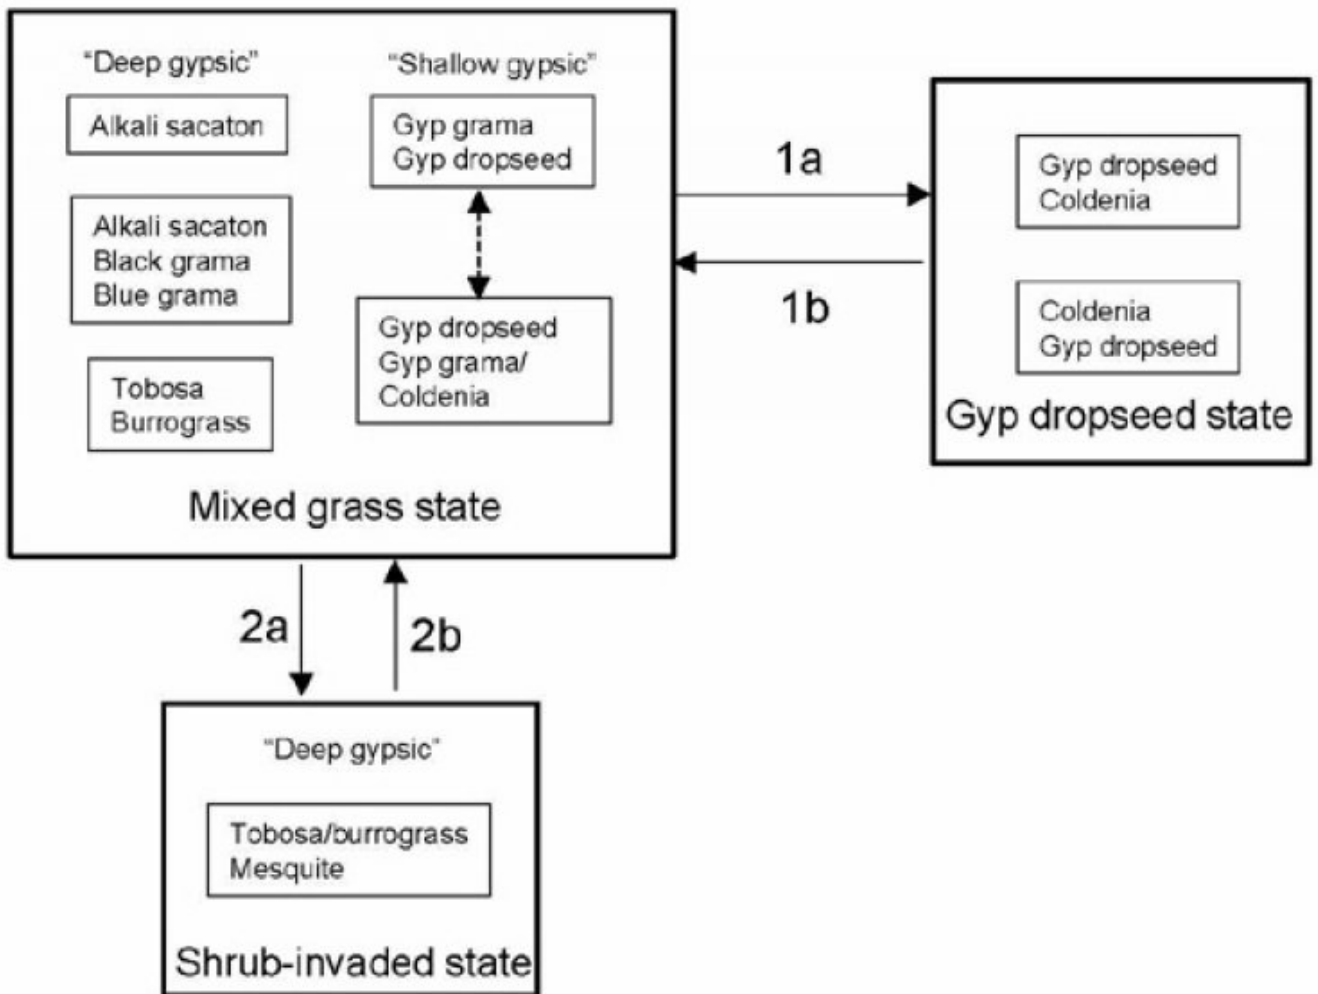 "Deep gypsic"
Alkali sacaton
Alkali sacaton
Black grama
Blue grama
Tobosa
Burrograss
"Shallow gypsic"
Gyp grama
Gyp dropseed
Gyp dropseed
Gyp grama/
Coldenia
Mixed grass state
1a
1b
Gyp dropseed
Coldenia
Coldenia
Gyp dropseed
Gyp dropseed state
2a
2b
"Deep gypsic"
Tobosa/burrograss
Mesquite
Shrub-invaded state